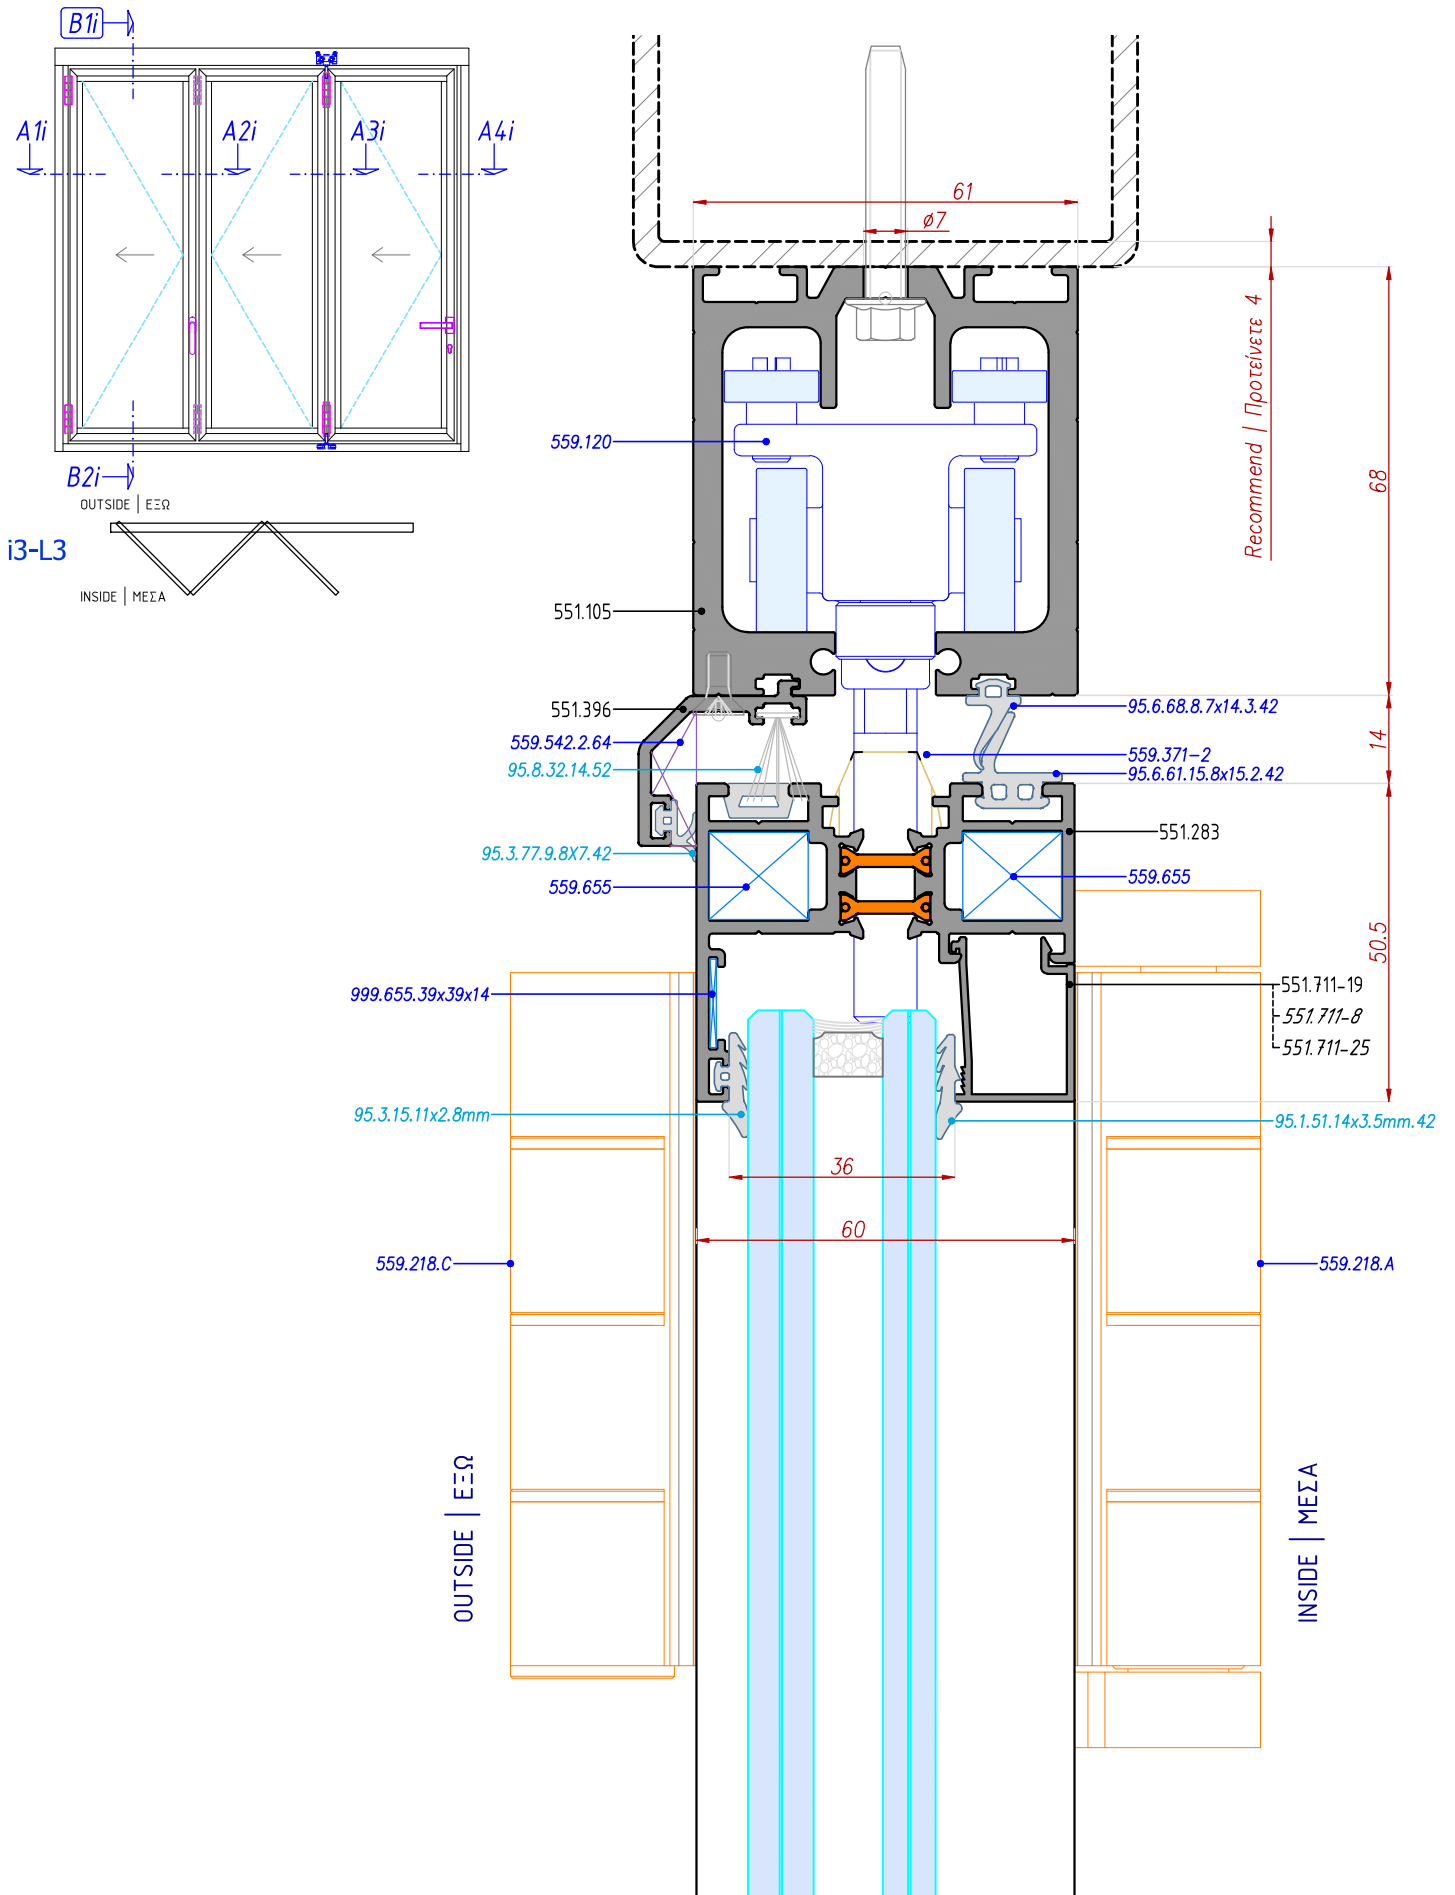 B1i
A1i
A2i
A3i
A4i
B2i
OUTSIDE | ΕΞΩ
i3-L3
INSIDE | ΜΕΣΑ
61
ϕ7
Recommend | Προτείνετε 4
68
559.120
551.105
551.396
559.542.2.64
95.8.32.14.52
95.3.77.9.8X7.42
559.655
95.6.68.8.7x14.3.42
14
559.371-2
95.6.61.15.8x15.2.42
551.283
559.655
50.5
999.655.39x39x14
551.711-19
551.711-8
551.711-25
95.3.15.11x2.8mm
95.1.51.14x3.5mm.42
36
60
559.218.C
559.218.A
OUTSIDE | ΕΞΩ
INSIDE | ΜΕΣΑ